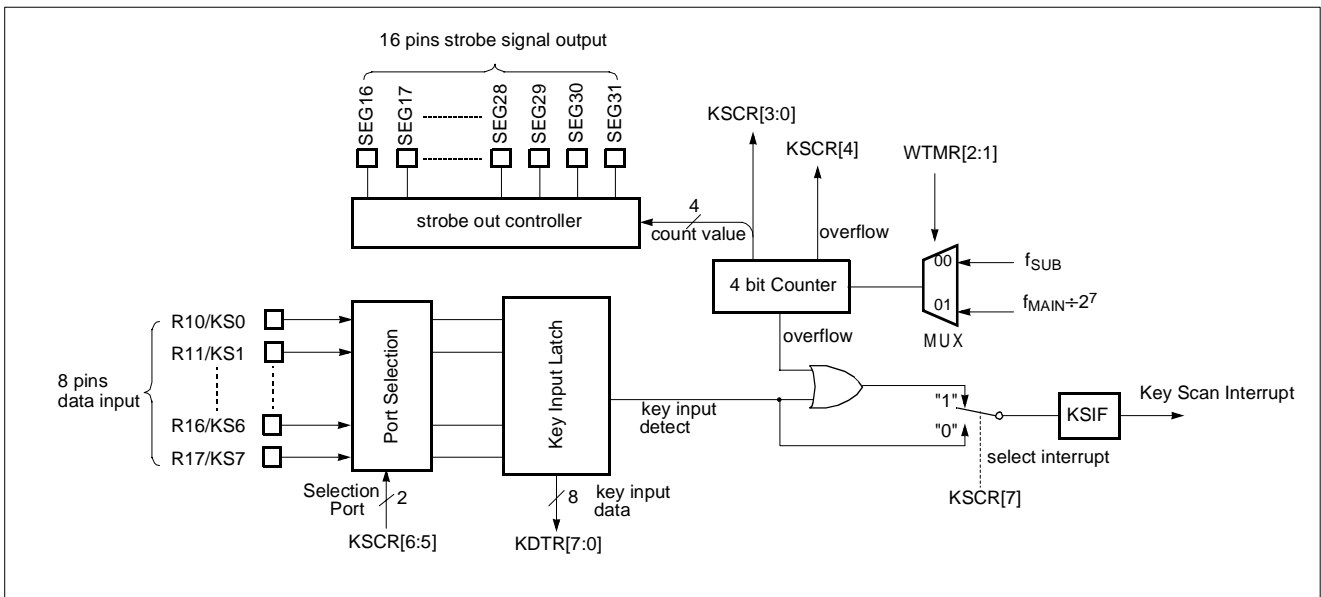 16 pins strobe signal output
SEG16
SEG17
SEG28
SEG29
SEG30
SEG31
KSCR[3:0]
KSCR[4]
WTMR[2:1]
strobe out controller
4
count value
overflow
4 bit Counter
00
01
MUX
fSUB
fMAIN÷2⁷
overflow
8 pins
data input
R10/KS0
R11/KS1
R16/KS6
R17/KS7
Port Selection
Key Input Latch
key input
detect
"1"
"0"
select interrupt
KSCR[7]
KSIF
Key Scan Interrupt
Selection
Port
2
KSCR[6:5]
8
key input
data
KDTR[7:0]